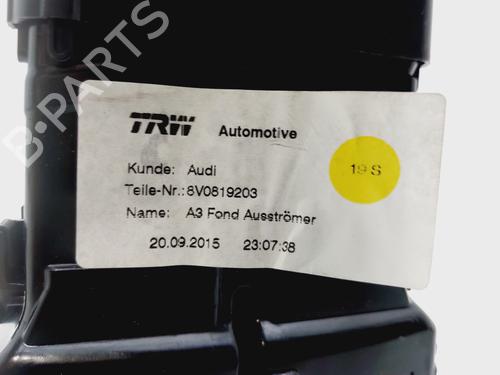 B-PARTS
TRW Automotive
19 S
Kunde: Audi
Teile-Nr.:8V0819203
Name: A3 Fond Ausströmer
20.09.2015 23:07:38